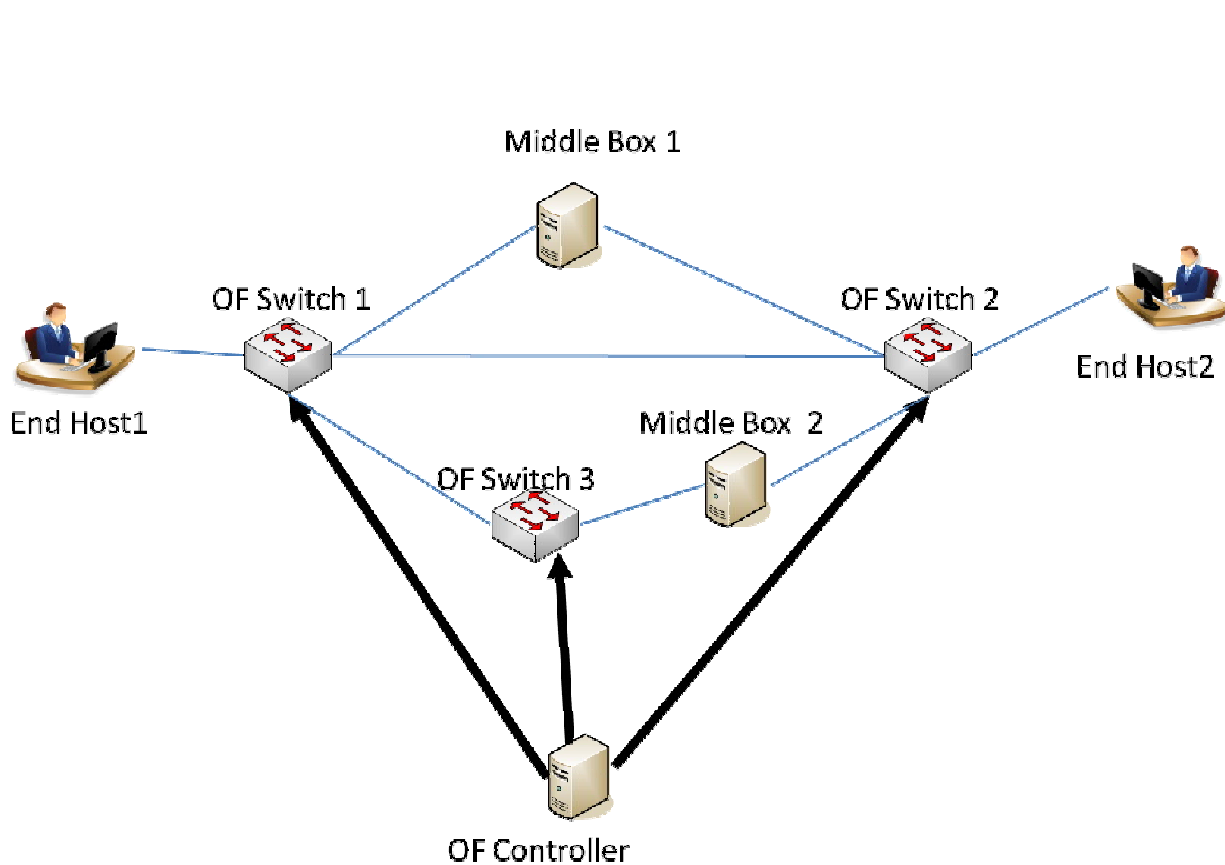 Middle Box 1
OF Switch 1
OF Switch 2
End Host2
End Host1
Middle Box  2
OF Switch 3
OF Controller